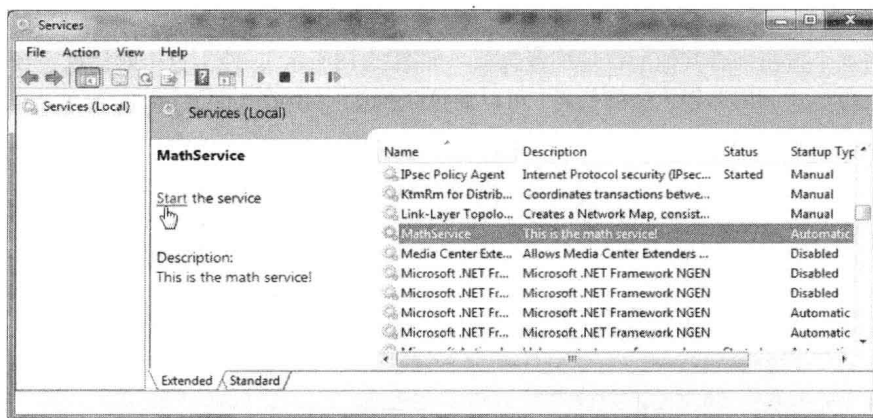 Services
File Action View Help
Services (Local)
Services (Local)
MathService
Start the service
Description:
This is the math service!
Name Description Status Startup Typ
IPsec Policy Agent Internet Protocol security (IPsec... Started Manual
KtmRm for Distrib... Coordinates transactions betwe... Manual
Link-Layer Topolo... Creates a Network Map, consist... Manual
MathService This is the math service! Automatic
Media Center Exte... Allows Media Center Extenders ... Disabled
Microsoft .NET Fr... Microsoft .NET Framework NGEN Disabled
Microsoft .NET Fr... Microsoft .NET Framework NGEN Disabled
Microsoft .NET Fr... Microsoft .NET Framework NGEN Automatic
Microsoft .NET Fr... Microsoft .NET Framework NGEN Automatic
Extended Standard